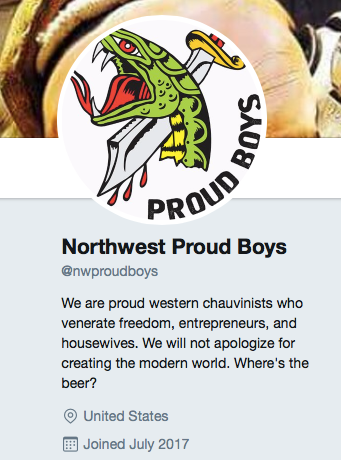 PROUD BOYS
Northwest Proud Boys
@nwproudboys
We are proud western chauvinists who
venerate freedom, entrepreneurs, and
housewives. We will not apologize for
creating the modern world. Where's the
beer?
United States
Joined July 2017